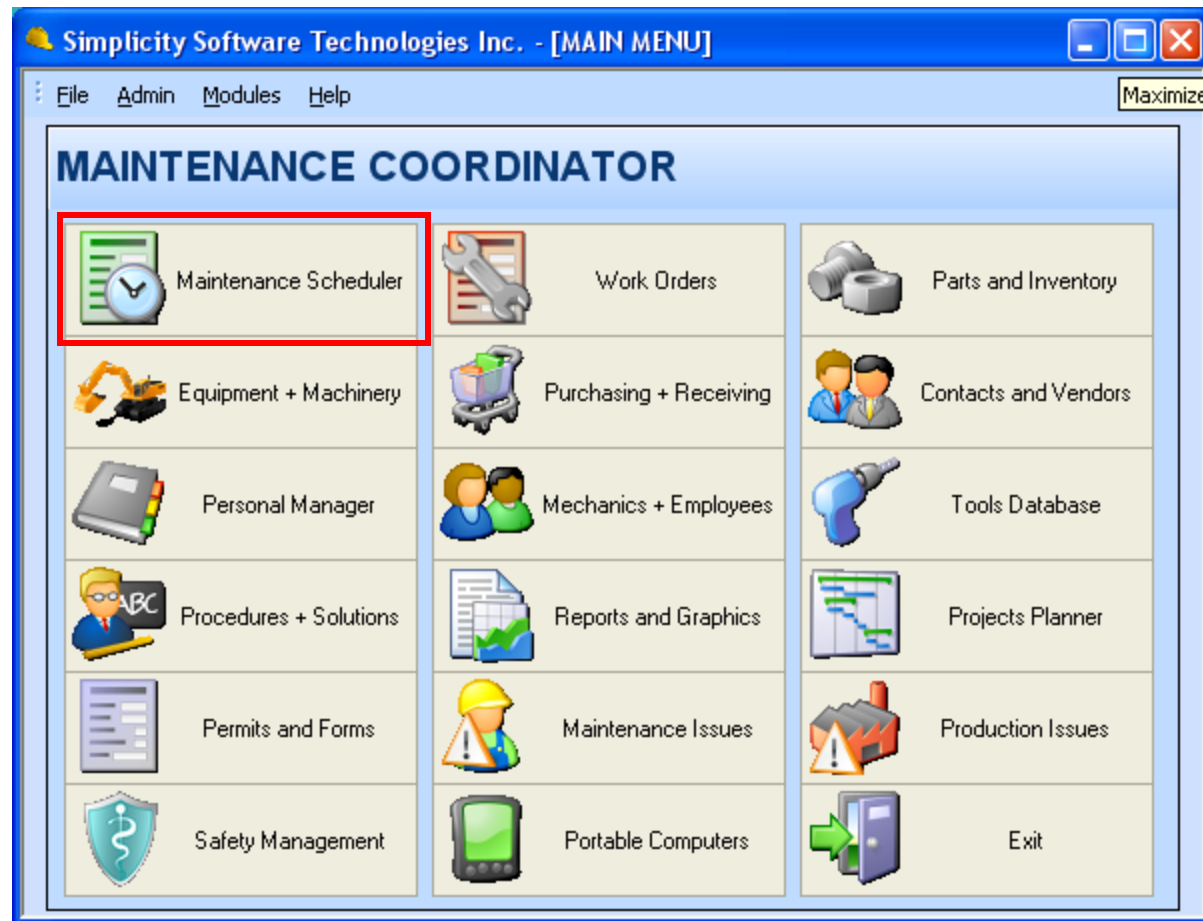 Simplicity Software Technologies Inc. - [MAIN MENU]
File Admin Modules Help
Maximize
MAINTENANCE COORDINATOR
Maintenance Scheduler
Work Orders
Parts and Inventory
Equipment + Machinery
Purchasing + Receiving
Contacts and Vendors
Personal Manager
Mechanics + Employees
Tools Database
ABC
Procedures + Solutions
Reports and Graphics
Projects Planner
Permits and Forms
Maintenance Issues
Production Issues
Safety Management
Portable Computers
Exit